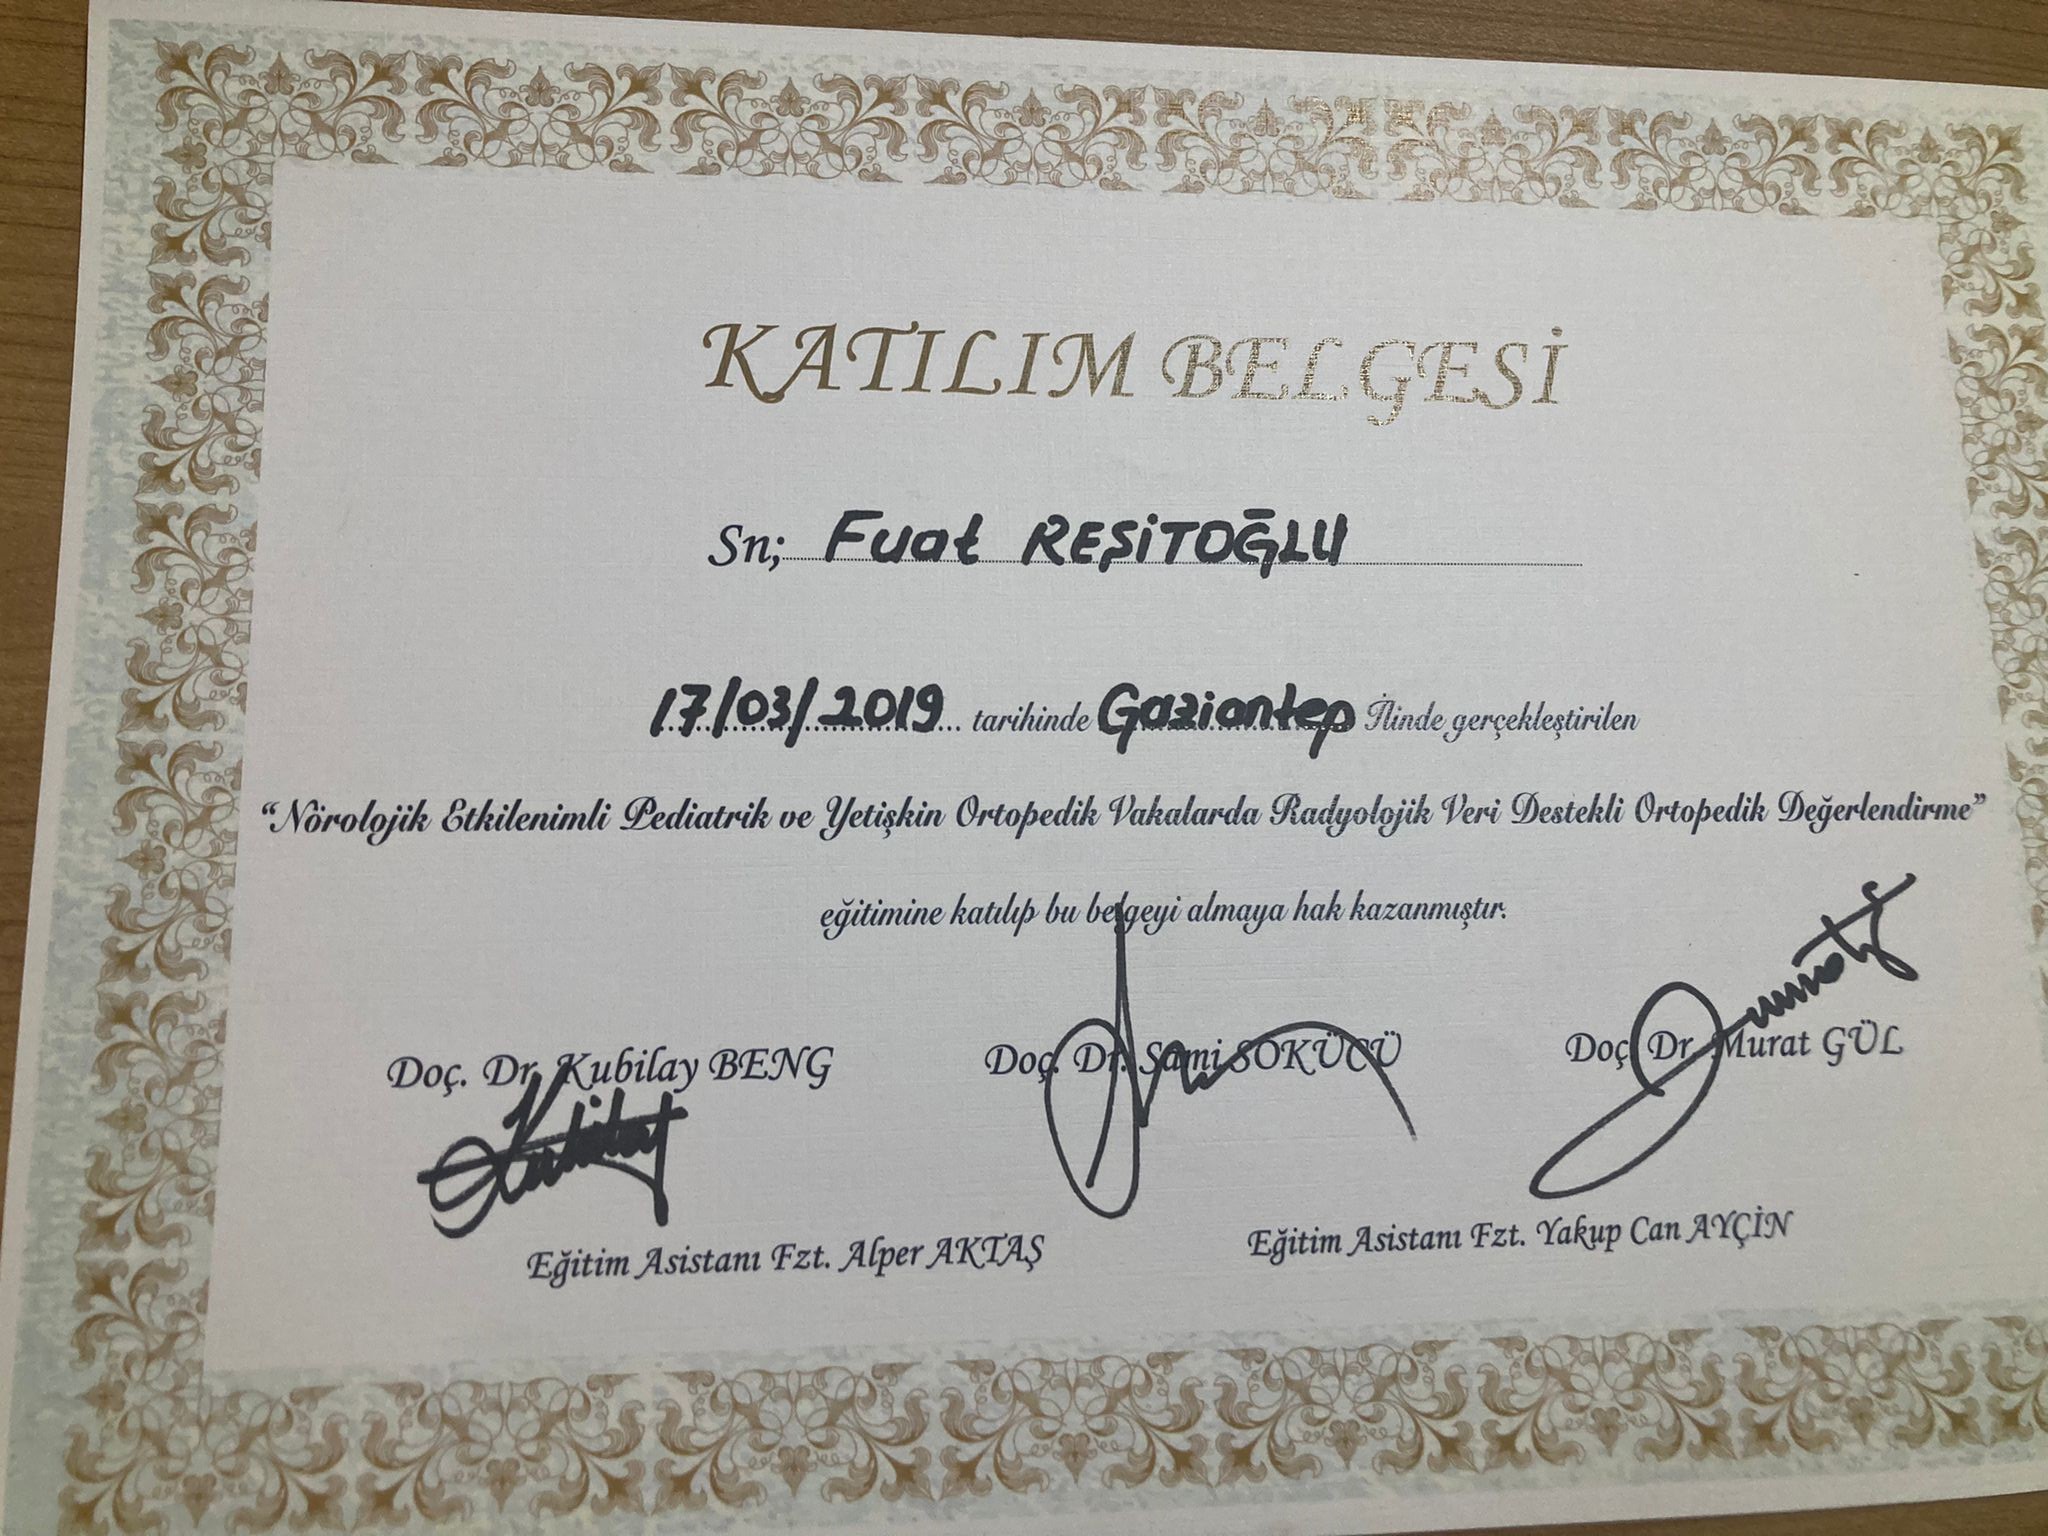 KATILIM BELGESİ
Sn; Fuat REŞİTOĞLU
17/03/2019 tarihinde Gaziantep İlinde gerçekleştirilen
“Nörolojik Etkilenimli Pediatrik ve Yetişkin Ortopedik Vakalarda Radyolojik Veri Destekli Ortopedik Değerlendirme”
eğitimine katılıp bu belgeyi almaya hak kazanmıştır.
Doç. Dr. Kubilay BENG Doç. Dr. Sami SOKÜCÜ Doç. Dr. Murat GÜL
Kubilay
Eğitim Asistanı Fzt. Alper AKTAŞ Eğitim Asistanı Fzt. Yakup Can AYÇİN